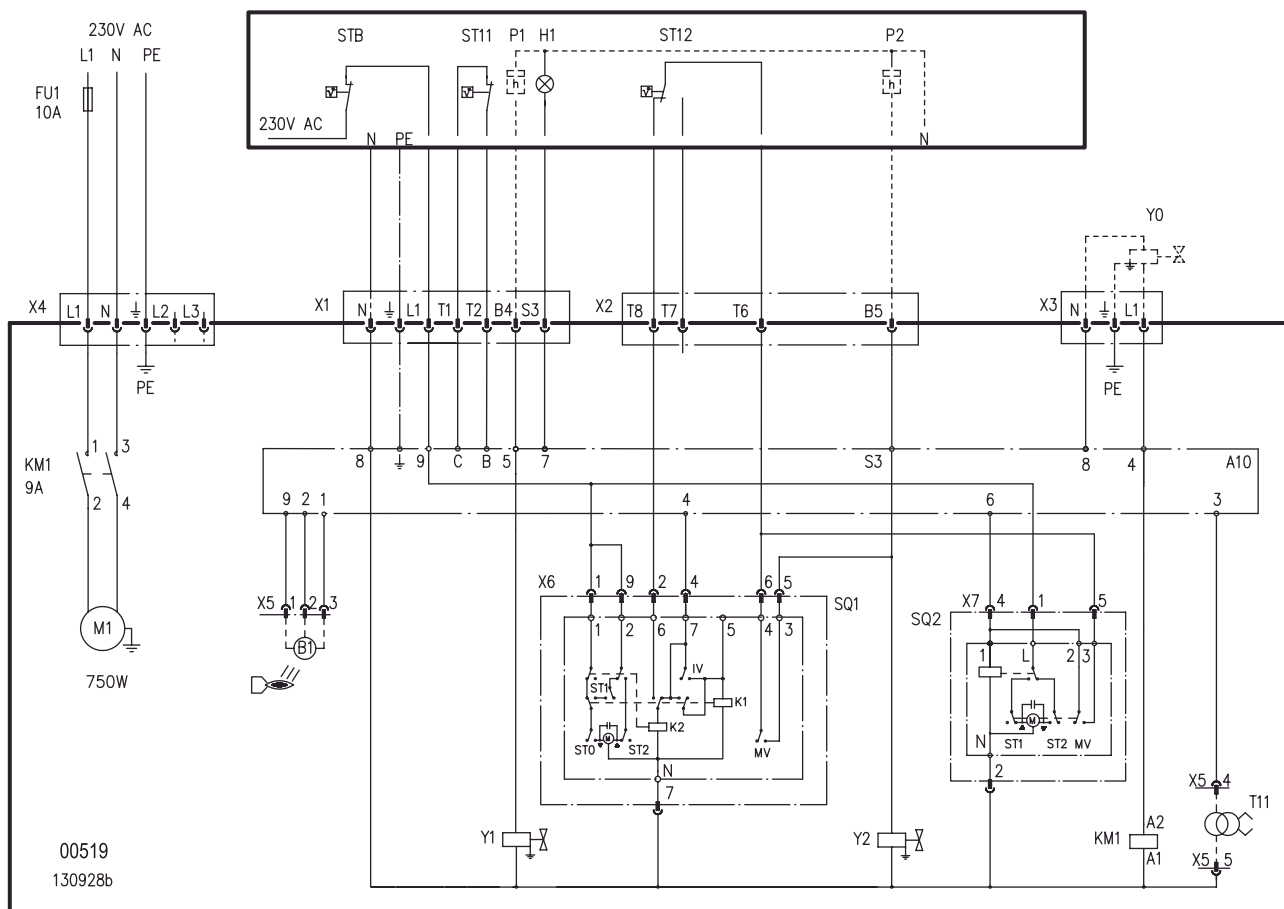 230V AC
L1 N PE
FU1
10A
STB ST11 P1 H1 ST12 P2
h h
230V AC
N PE N
Y0
X4 L1 N L2 L3
X1 N L1 T1 T2 B4 S3
X2 T8 T7 T6 B5
X3 N L1
PE PE
KM1
9A
1 3
2 4
8 9 C B 5 7 S3 8 4 A10
9 2 1 4 6 3
X5 1 2 3
B1
M1
750W
X6 1 9 2 4 6 5 SQ1
1 2 6 7 5 4 3
IV
ST1
K1
K2
ST0 M ST2 MV
N
7
SQ2 X7 4 1 5
1 L 2 3
M
ST1 ST2 MV
N
2
X5 4
T11
X5 5
Y1 Y2 KM1 A2
A1
00519
130928b